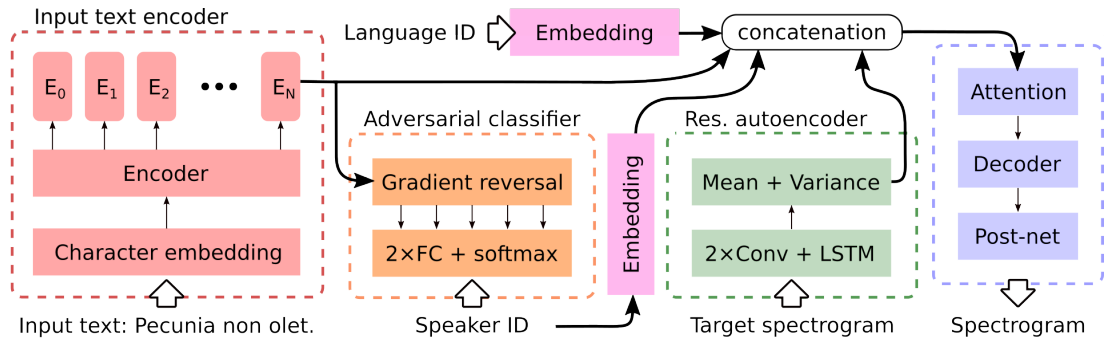 Input text encoder
E0 E1 E2 ••• EN
Encoder
Character embedding
Input text: Pecunia non olet.
Language ID
Embedding
concatenation
Adversarial classifier
Gradient reversal
2×FC + softmax
Speaker ID
Embedding
Res. autoencoder
Mean + Variance
2×Conv + LSTM
Target spectrogram
Attention
Decoder
Post-net
Spectrogram